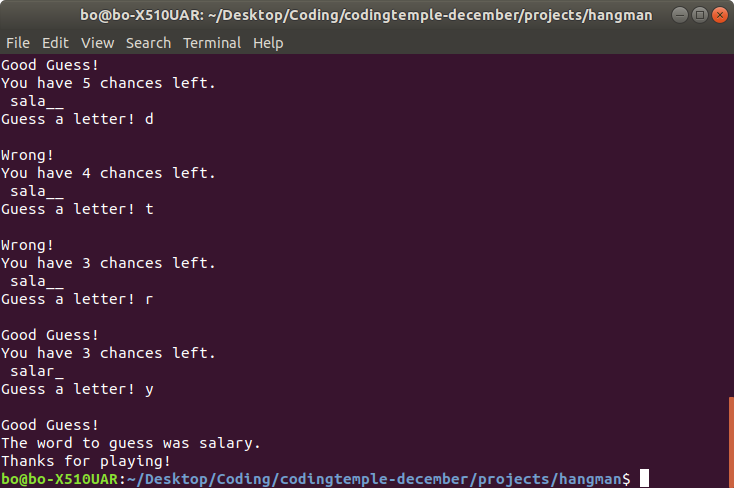 bo@bo-X510UAR: ~/Desktop/Coding/codingtemple-december/projects/hangman
File Edit View Search Terminal Help
Good Guess!
You have 5 chances left.
 sala__
Guess a letter! d

Wrong!
You have 4 chances left.
 sala__
Guess a letter! t

Wrong!
You have 3 chances left.
 sala__
Guess a letter! r

Good Guess!
You have 3 chances left.
 salar_
Guess a letter! y

Good Guess!
The word to guess was salary.
Thanks for playing!
bo@bo-X510UAR:~/Desktop/Coding/codingtemple-december/projects/hangman$